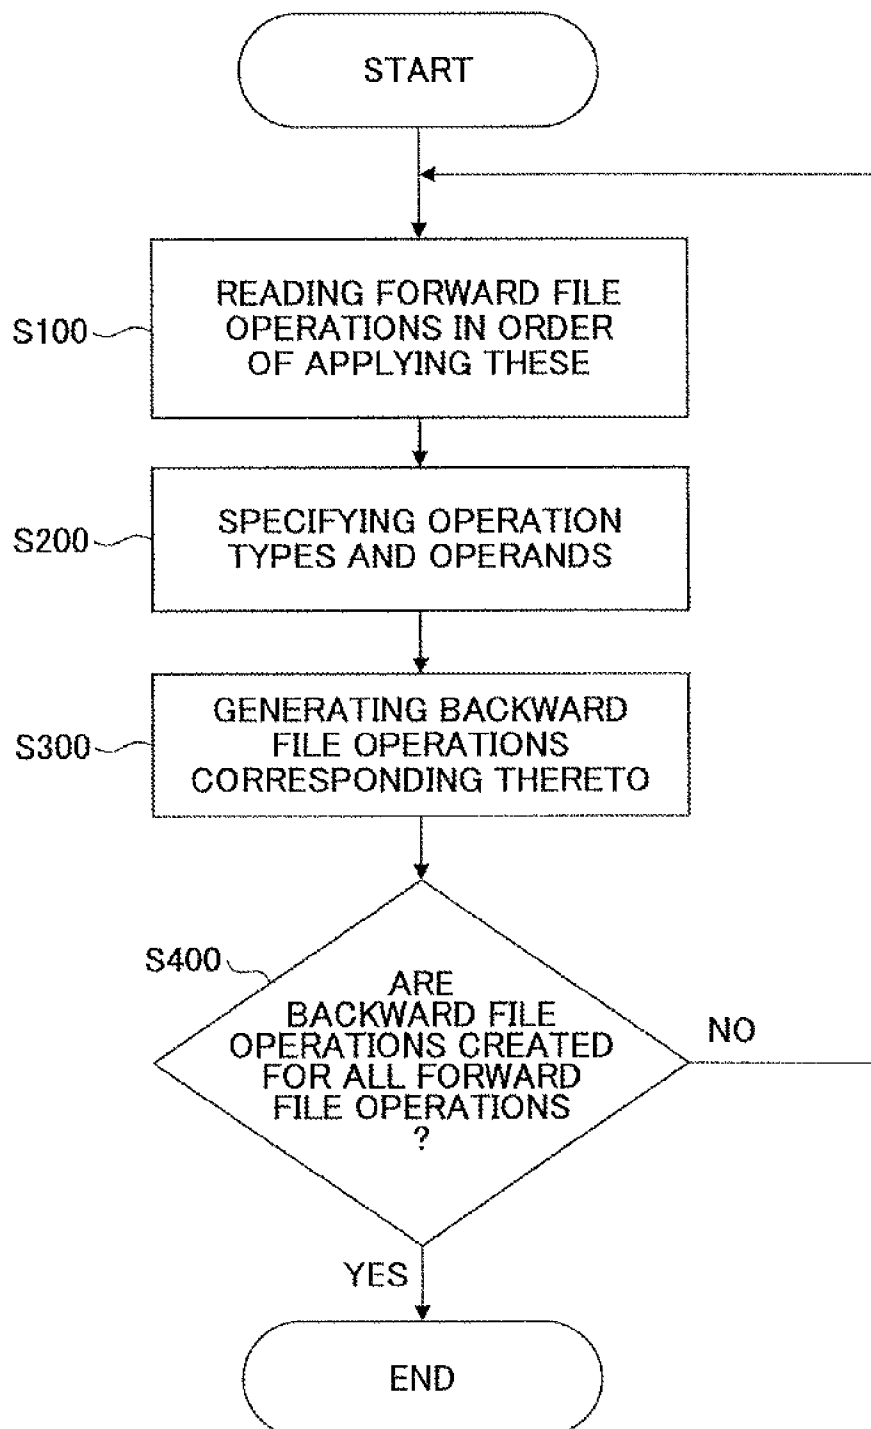 START
S100
READING FORWARD FILE
OPERATIONS IN ORDER
OF APPLYING THESE
S200
SPECIFYING OPERATION
TYPES AND OPERANDS
S300
GENERATING BACKWARD
FILE OPERATIONS
CORRESPONDING THERETO
S400
ARE
BACKWARD FILE
OPERATIONS CREATED
FOR ALL FORWARD
FILE OPERATIONS
?
NO
YES
END